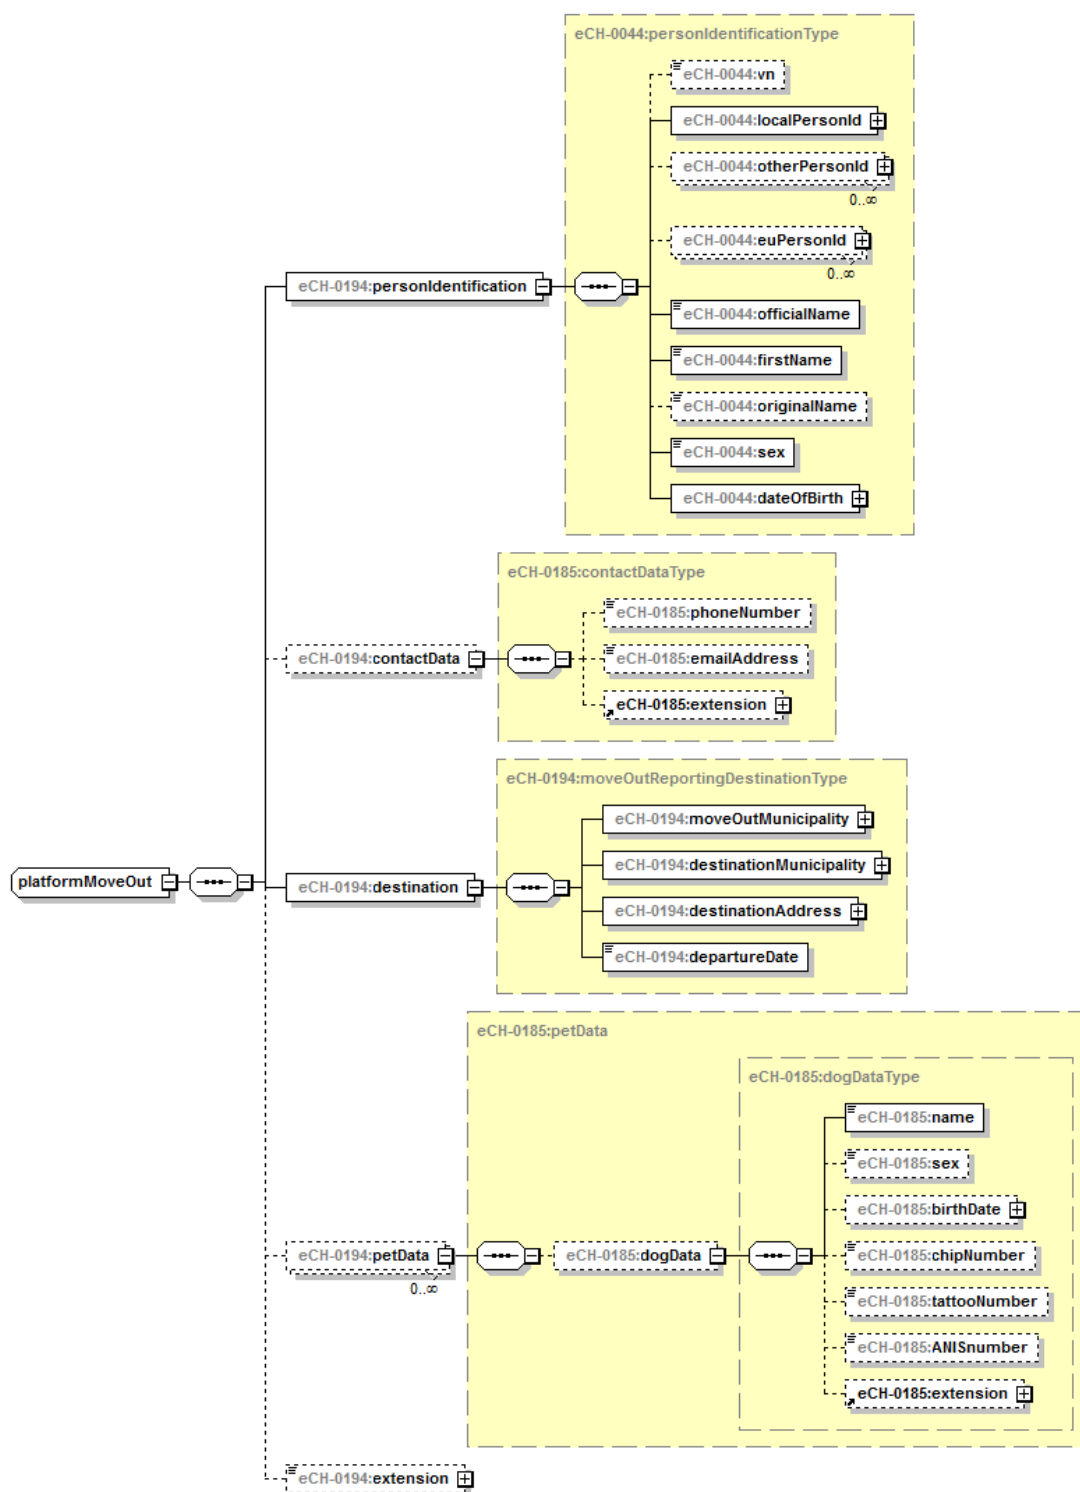 eCH-0044:personIdentificationType
eCH-0044:vn
eCH-0044:localPersonId
eCH-0044:otherPersonId
0..∞
eCH-0044:euPersonId
0..∞
eCH-0194:personIdentification
eCH-0044:officialName
eCH-0044:firstName
eCH-0044:originalName
eCH-0044:sex
eCH-0044:dateOfBirth
eCH-0185:contactDataType
eCH-0185:phoneNumber
eCH-0194:contactData
eCH-0185:emailAddress
eCH-0185:extension
eCH-0194:moveOutReportingDestinationType
eCH-0194:moveOutMunicipality
eCH-0194:destinationMunicipality
platformMoveOut
eCH-0194:destination
eCH-0194:destinationAddress
eCH-0194:departureDate
eCH-0185:petData
eCH-0185:dogDataType
eCH-0185:name
eCH-0185:sex
eCH-0185:birthDate
eCH-0194:petData
0..∞
eCH-0185:dogData
eCH-0185:chipNumber
eCH-0185:tattooNumber
eCH-0185:ANISnumber
eCH-0185:extension
eCH-0194:extension